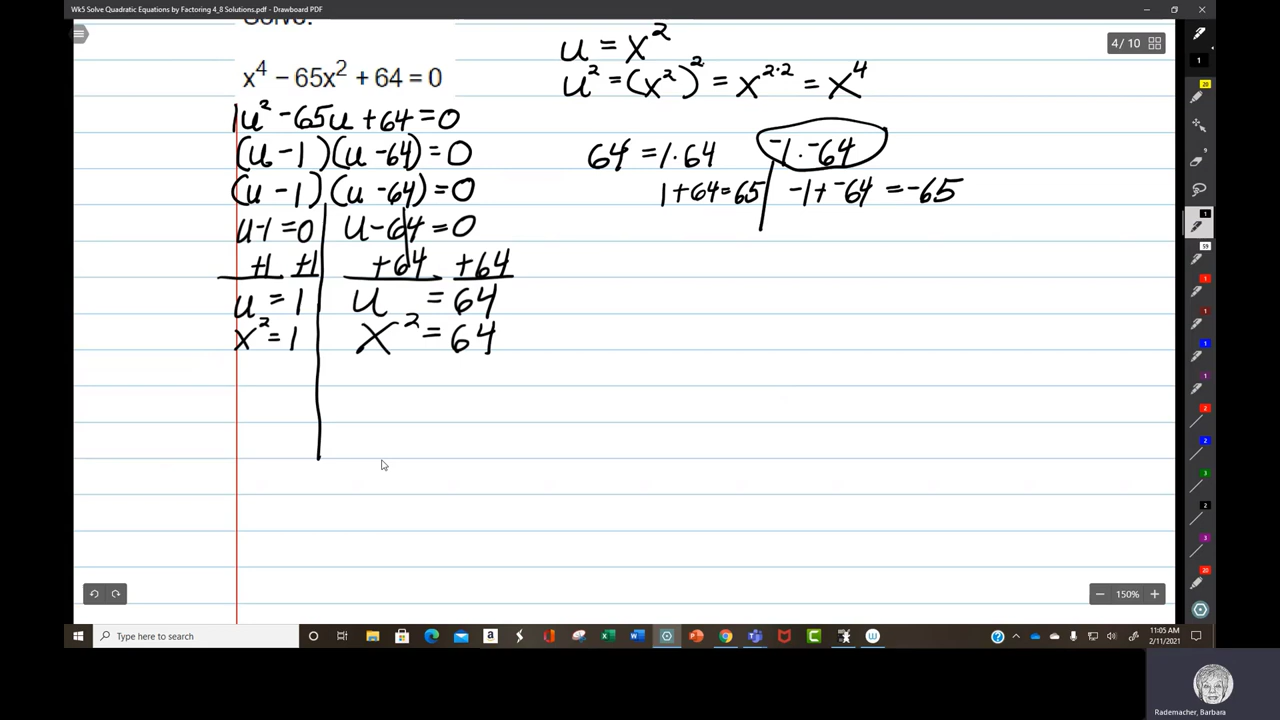 Wk5 Solve Quadratic Equations by Factoring 4_8 Solutions.pdf - Drawboard PDF
4 / 10
x⁴ − 65x² + 64 = 0
u = x²
u² = (x²)² = x^2·2 = x⁴
1u² - 65u + 64 = 0
(u - 1)(u - 64) = 0
64 = 1·64
-1·-64
(u - 1)(u - 64) = 0
1 + 64 = 65
-1 + -64 = -65
u - 1 = 0
u - 64 = 0
+1 +1
+64 +64
u = 1
u = 64
x² = 1
x² = 64
150%
Type here to search
11:05 AM
2/11/2021
Rademacher, Barbara